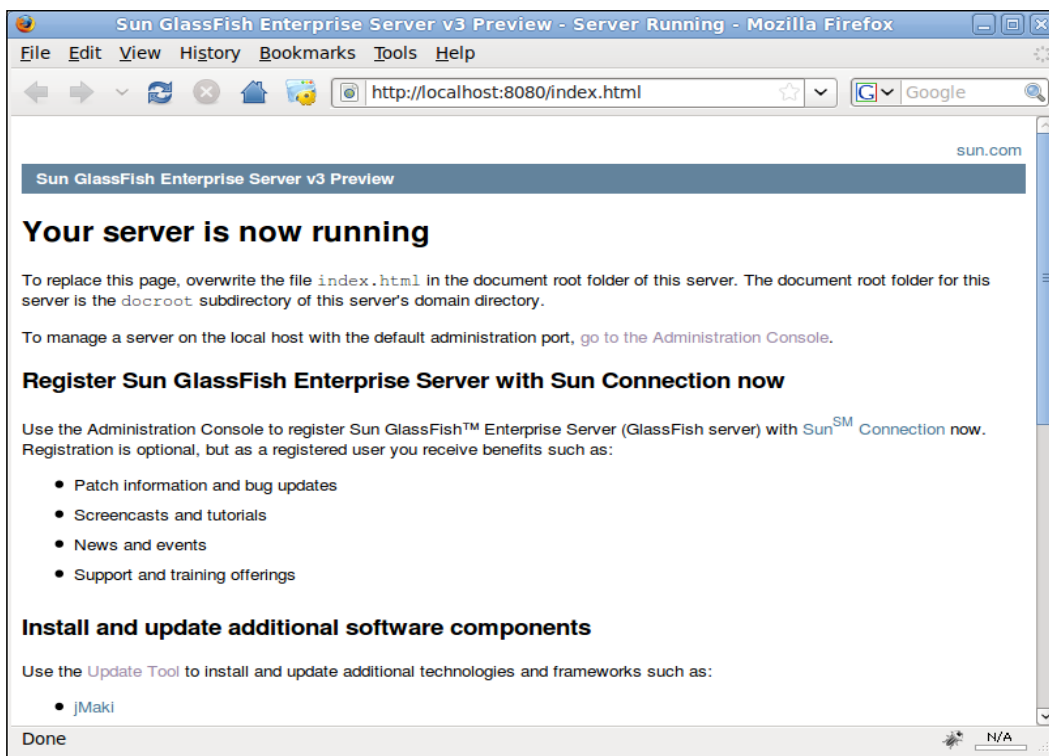 Sun GlassFish Enterprise Server v3 Preview - Server Running - Mozilla Firefox
File Edit View History Bookmarks Tools Help
http://localhost:8080/index.html
G Google
sun.com
Sun GlassFish Enterprise Server v3 Preview
Your server is now running
To replace this page, overwrite the file index.html in the document root folder of this server. The document root folder for this
server is the docroot subdirectory of this server's domain directory.
To manage a server on the local host with the default administration port, go to the Administration Console.
Register Sun GlassFish Enterprise Server with Sun Connection now
Use the Administration Console to register Sun GlassFish™ Enterprise Server (GlassFish server) with Sun℠ Connection now.
Registration is optional, but as a registered user you receive benefits such as:
• Patch information and bug updates
• Screencasts and tutorials
• News and events
• Support and training offerings
Install and update additional software components
Use the Update Tool to install and update additional technologies and frameworks such as:
• jMaki
Done
N/A